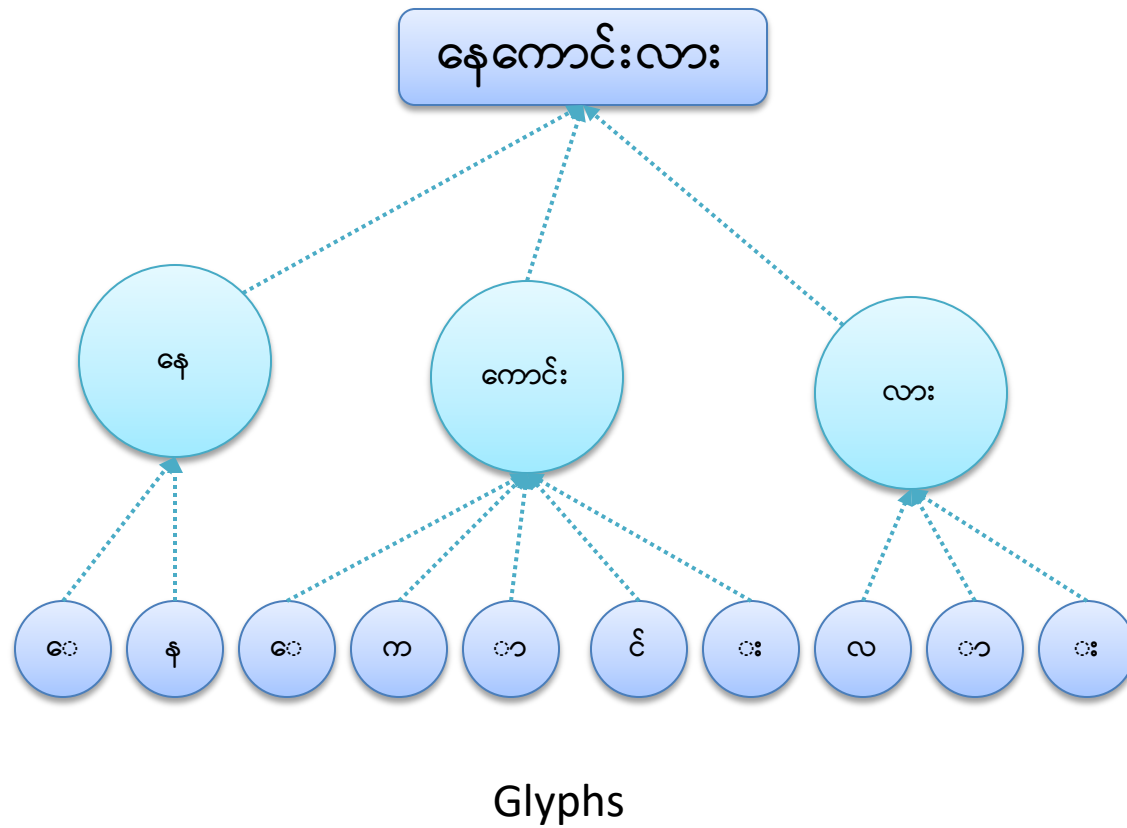 နေကောင်းလား
နေ
ကောင်း
လား
ေ န ေ က ာ င် း လ ာ း
Glyphs